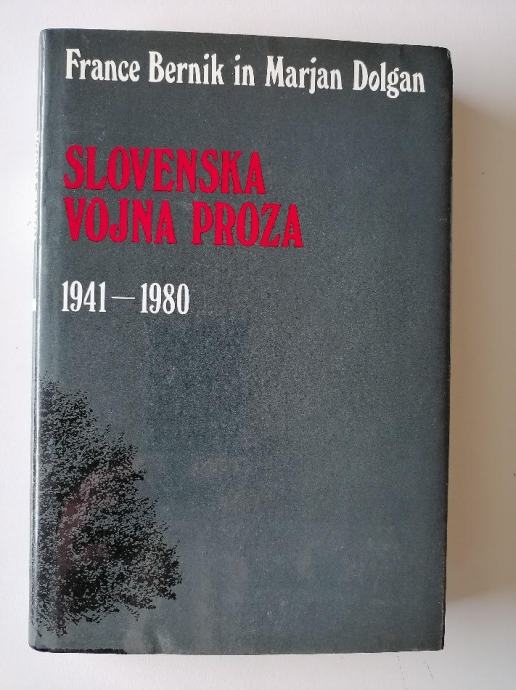 France Bernik in Marjan Dolgan
SLOVENSKA
VOJNA PROZA
1941—1980